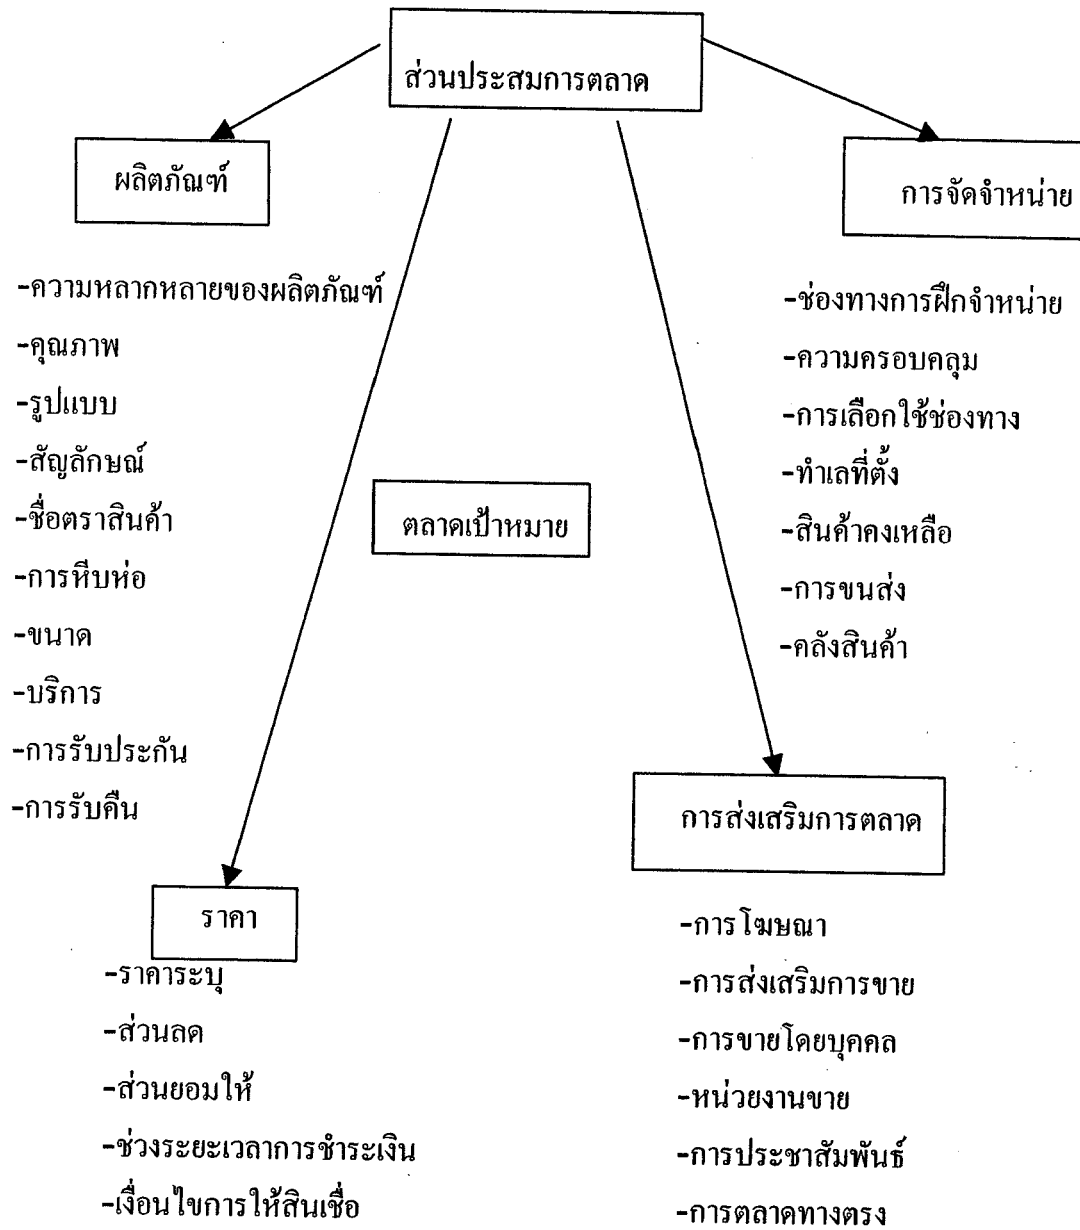 ส่วนประสมการตลาด
ผลิตภัณฑ์
-ความหลากหลายของผลิตภัณฑ์
-คุณภาพ
-รูปแบบ
-สัญลักษณ์
-ชื่อตราสินค้า
-การหีบห่อ
-ขนาด
-บริการ
-การรับประกัน
-การรับคืน
การจัดจำหน่าย
-ช่องทางการฝึกจำหน่าย
-ความครอบคลุม
-การเลือกใช้ช่องทาง
-ทำเลที่ตั้ง
-สินค้าคงเหลือ
-การขนส่ง
-คลังสินค้า
ตลาดเป้าหมาย
ราคา
-ราคาระบุ
-ส่วนลด
-ส่วนยอมให้
-ช่วงระยะเวลาการชำระเงิน
-เงื่อนไขการให้สินเชื่อ
การส่งเสริมการตลาด
-การโฆษณา
-การส่งเสริมการขาย
-การขายโดยบุคคล
-หน่วยงานขาย
-การประชาสัมพันธ์
-การตลาดทางตรง